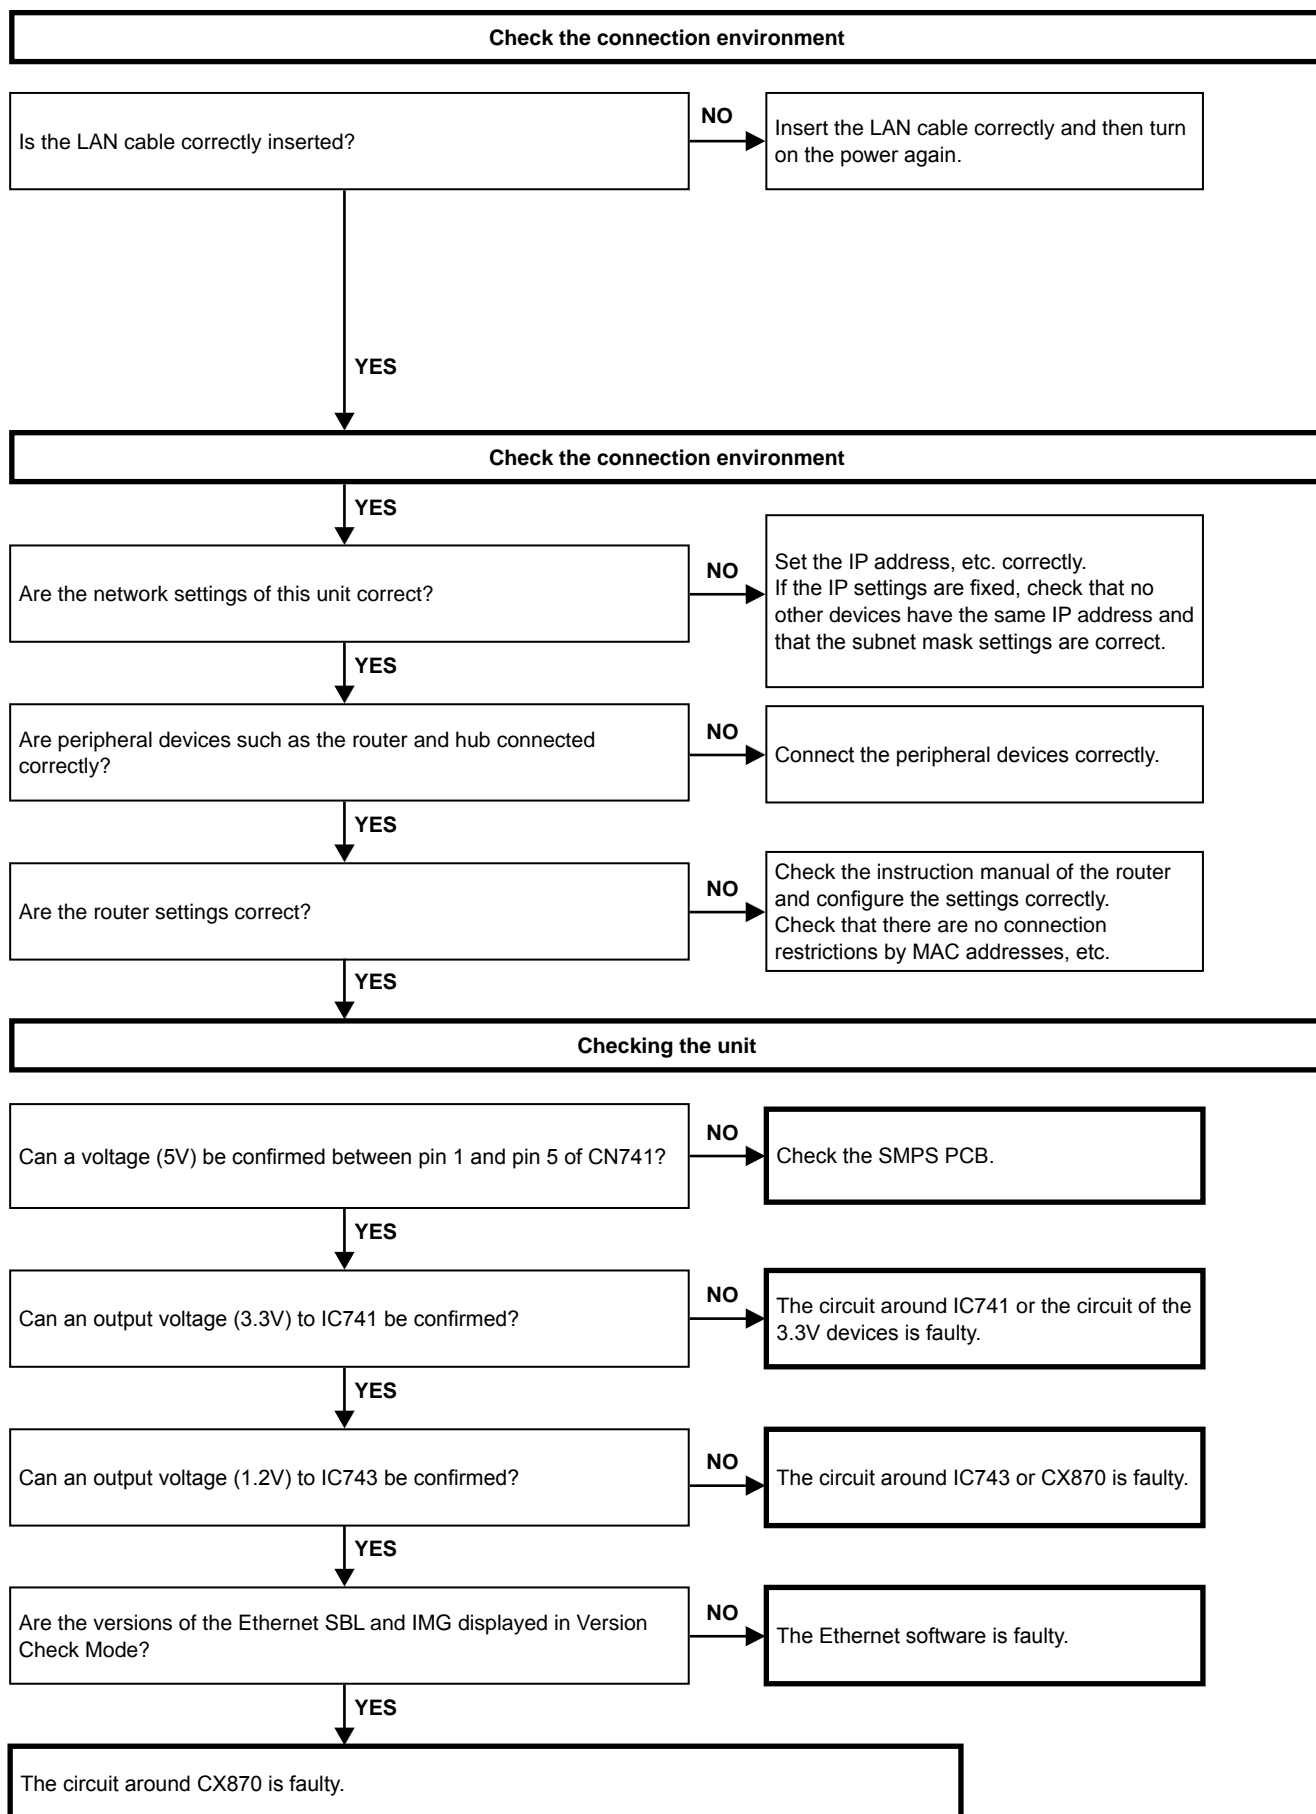 Check the connection environment
Is the LAN cable correctly inserted?
NO
Insert the LAN cable correctly and then turn
on the power again.
YES
Check the connection environment
YES
Are the network settings of this unit correct?
NO
Set the IP address, etc. correctly.
If the IP settings are fixed, check that no
other devices have the same IP address and
that the subnet mask settings are correct.
YES
Are peripheral devices such as the router and hub connected
correctly?
NO
Connect the peripheral devices correctly.
YES
Are the router settings correct?
NO
Check the instruction manual of the router
and configure the settings correctly.
Check that there are no connection
restrictions by MAC addresses, etc.
YES
Checking the unit
Can a voltage (5V) be confirmed between pin 1 and pin 5 of CN741?
NO
Check the SMPS PCB.
YES
Can an output voltage (3.3V) to IC741 be confirmed?
NO
The circuit around IC741 or the circuit of the
3.3V devices is faulty.
YES
Can an output voltage (1.2V) to IC743 be confirmed?
NO
The circuit around IC743 or CX870 is faulty.
YES
Are the versions of the Ethernet SBL and IMG displayed in Version
Check Mode?
NO
The Ethernet software is faulty.
YES
The circuit around CX870 is faulty.